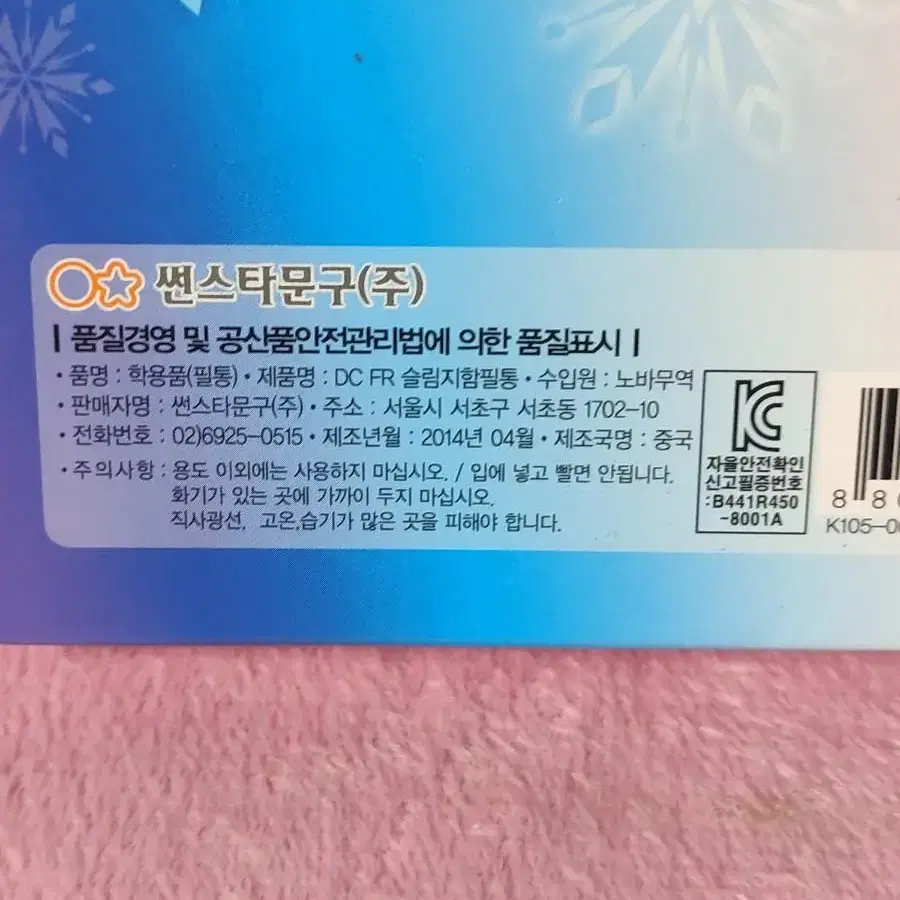 썬스타문구(주)
| 품질경영 및 공산품안전관리법에 의한 품질표시 |
· 품명 : 학용품(필통) · 제품명 : DC FR 슬림지함필통 · 수입원 : 노바무역
· 판매자명 : 썬스타문구(주) · 주소 : 서울시 서초구 서초동 1702-10
· 전화번호 : 02)6925-0515 · 제조년월 : 2014년 04월 · 제조국명 : 중국
· 주의사항 : 용도 이외에는 사용하지 마십시오. / 입에 넣고 빨면 안됩니다.
화기가 있는 곳에 가까이 두지 마십시오.
직사광선, 고온,습기가 많은 곳을 피해야 합니다.
자율안전확인
신고필증번호
:B441R450
-8001A
8 8
K105-0